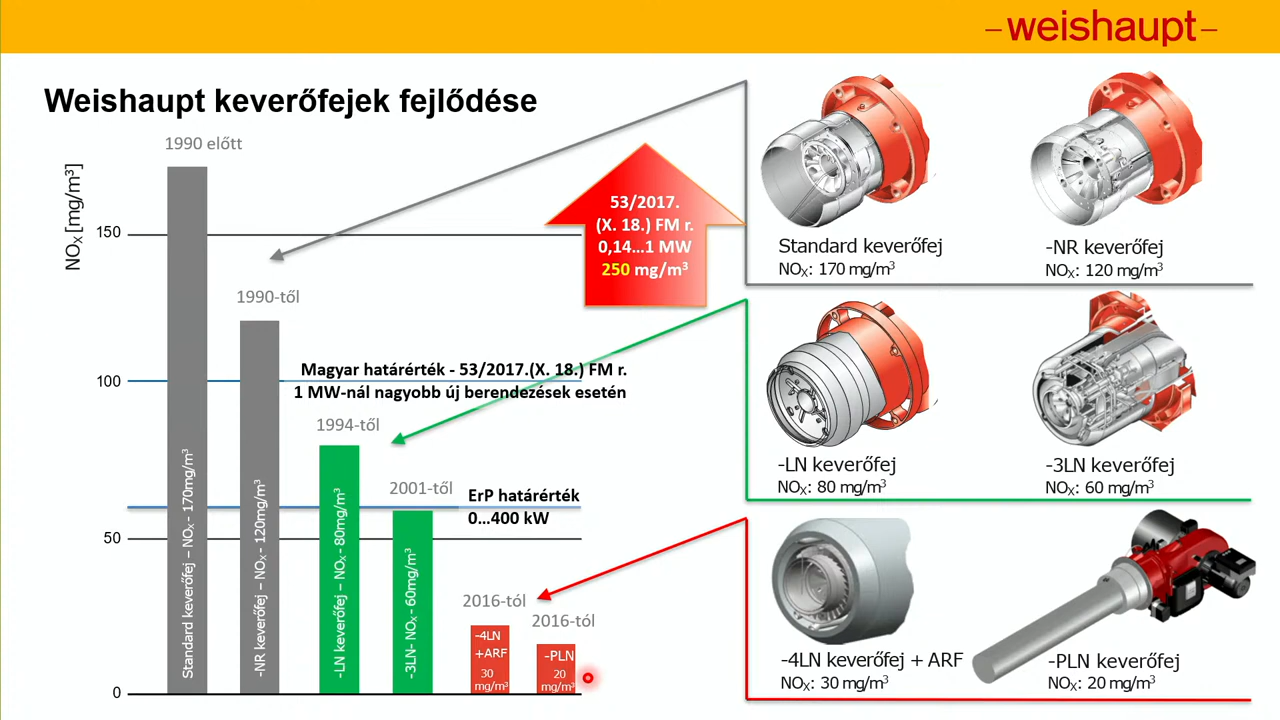 –weishaupt–
Weishaupt keverőfejek fejlődése
1990 előtt
NOX [mg/m³]
150
100
50
0
1990-től
1994-től
2001-től
2016-tól
2016-tól
Standard keverőfej – NOX - 170mg/m³
-NR keverőfej – NOX - 120mg/m³
-LN keverőfej – NOX - 80mg/m³
-3LN- NOX - 60mg/m³
-4LN
+ARF
30
mg/m³
-PLN
20
mg/m³
Magyar határérték - 53/2017.(X. 18.) FM r.
1 MW-nál nagyobb új berendezések esetén
ErP határérték
0…400 kW
53/2017.
(X. 18.) FM r.
0,14…1 MW
250 mg/m³
Standard keverőfej
NOX: 170 mg/m³
-NR keverőfej
NOX: 120 mg/m³
-LN keverőfej
NOX: 80 mg/m³
-3LN keverőfej
NOX: 60 mg/m³
-4LN keverőfej + ARF
NOX: 30 mg/m³
-PLN keverőfej
NOX: 20 mg/m³